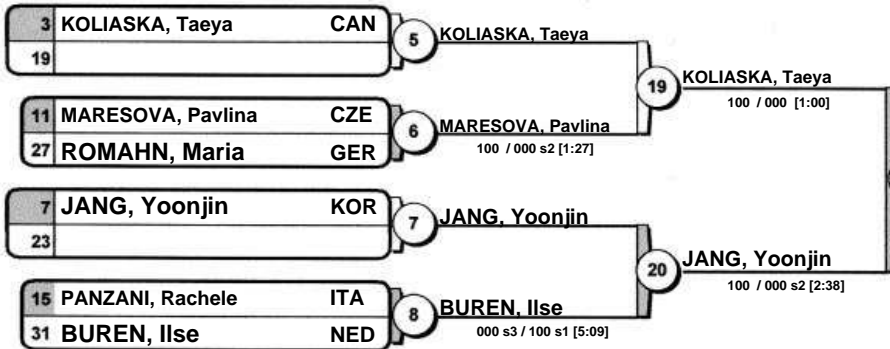 3 KOLIASKA, Taeya CAN
19
5 KOLIASKA, Taeya
11 MARESOVA, Pavlina CZE
27 ROMAHN, Maria GER
6 MARESOVA, Pavlina
100 / 000 s2 [1:27]
19 KOLIASKA, Taeya
100 / 000 [1:00]
7 JANG, Yoonjin KOR
23
7 JANG, Yoonjin
15 PANZANI, Rachele ITA
31 BUREN, Ilse NED
8 BUREN, Ilse
000 s3 / 100 s1 [5:09]
20 JANG, Yoonjin
100 / 000 s2 [2:38]